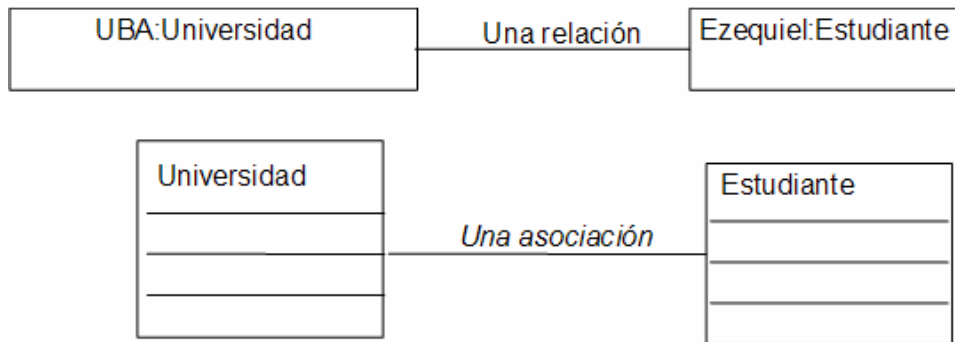 UBA:Universidad
Una relación
Ezequiel:Estudiante
Universidad
Una asociación
Estudiante